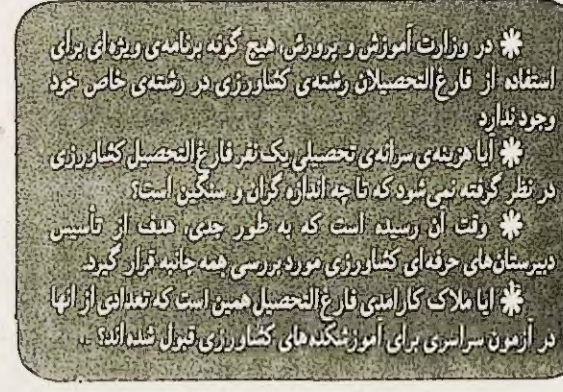 ❋ در وزارت آموزش و پرورش، هیچ گونه برنامه‌ی ویژه‌ای برای
استفاده از فارغ‌التحصیلان رشته‌ی کشاورزی در رشته‌ی خاص خود
وجود ندارد
❋ آیا هزینه‌ی سرانه‌ی تحصیلی یک نفر فارغ‌التحصیل کشاورزی
در نظر گرفته نمی‌شود که تا چه اندازه گران و سنگین است؟
❋ وقت آن رسیده است که به طور جدی، هدف از تأسیس
دبیرستان‌های حرفه‌ای کشاورزی مورد بررسی همه جانبه قرار گیرد.
❋ آیا ملاک کارآمدی فارغ‌التحصیل همین است که تعدادی از آنها
در آزمون سراسری برای آموزشکده‌های کشاورزی قبول شده‌اند؟ ..